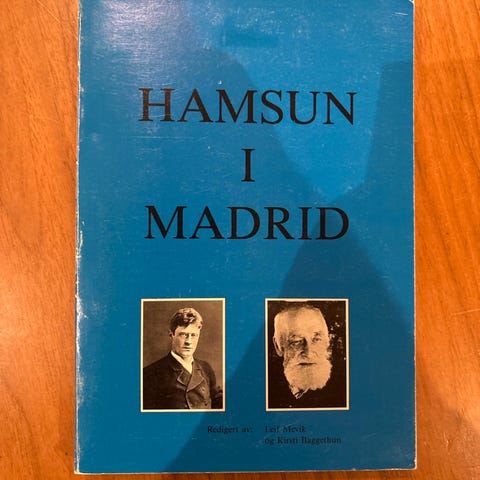 HAMSUN
I
MADRID
Redigert av: Leif Mevik
og Kirsti Baggethun